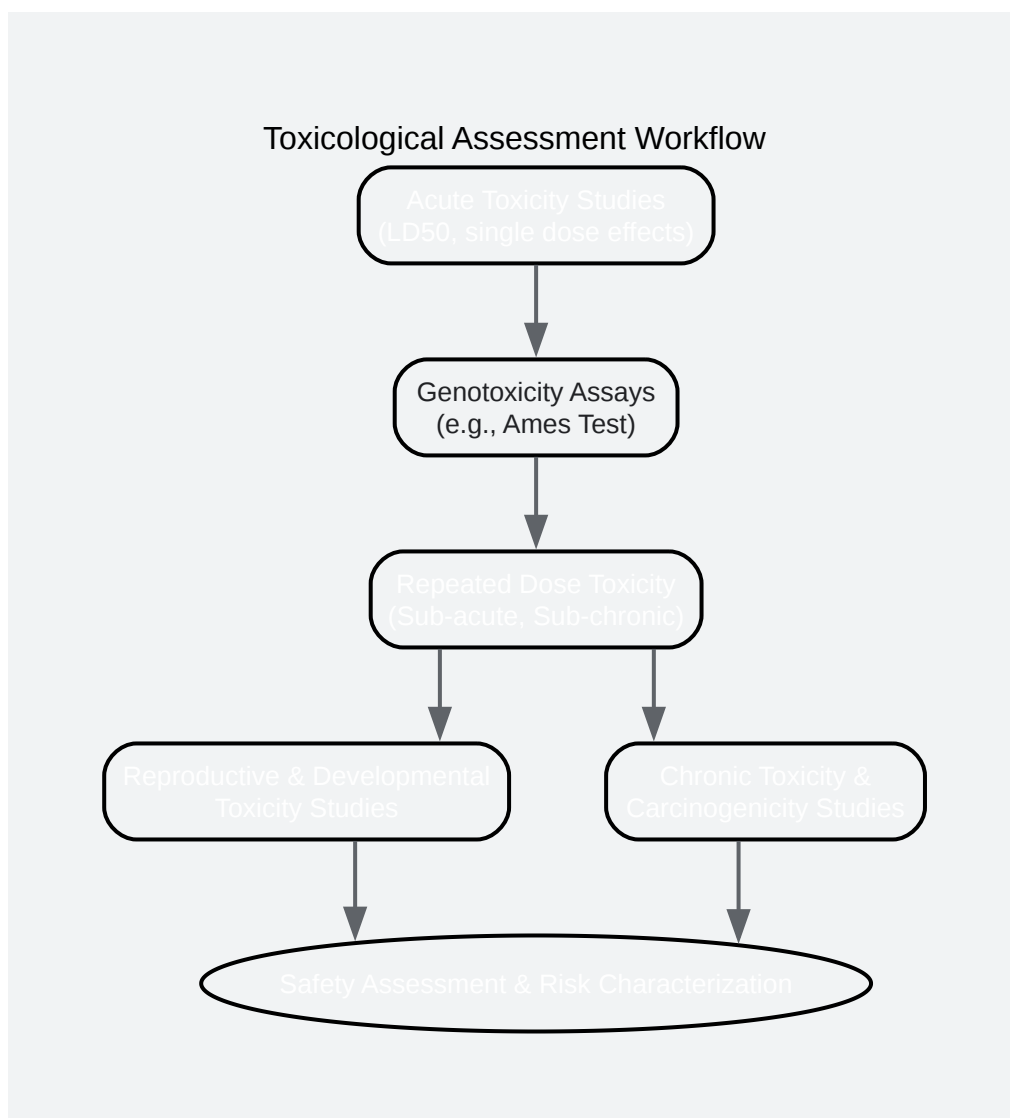 Toxicological Assessment Workflow
Acute Toxicity Studies
(LD50, single dose effects)
Genotoxicity Assays
(e.g., Ames Test)
Repeated Dose Toxicity
(Sub-acute, Sub-chronic)
Reproductive & Developmental
Toxicity Studies
Chronic Toxicity &
Carcinogenicity Studies
Safety Assessment & Risk Characterization